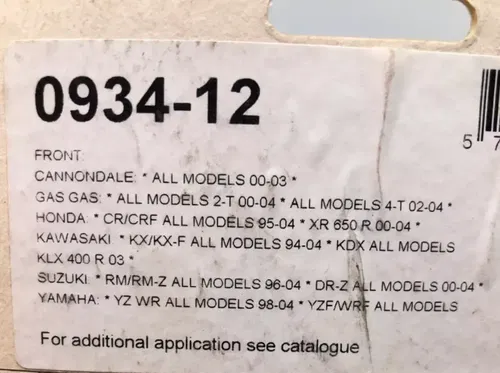 0934-12
FRONT:
CANNONDALE: * ALL MODELS 00-03 *
GAS GAS: * ALL MODELS 2-T 00-04 * ALL MODELS 4-T 02-04 *
HONDA: * CR/CRF ALL MODELS 95-04 * XR 650 R 00-04 *
KAWASAKI: * KX/KX-F ALL MODELS 94-04 * KDX ALL MODELS
KLX 400 R 03 *
SUZUKI: * RM/RM-Z ALL MODELS 96-04 * DR-Z ALL MODELS 00-04 *
YAMAHA: * YZ WR ALL MODELS 98-04 * YZF/WRF ALL MODELS
For additional application see catalogue
5 7